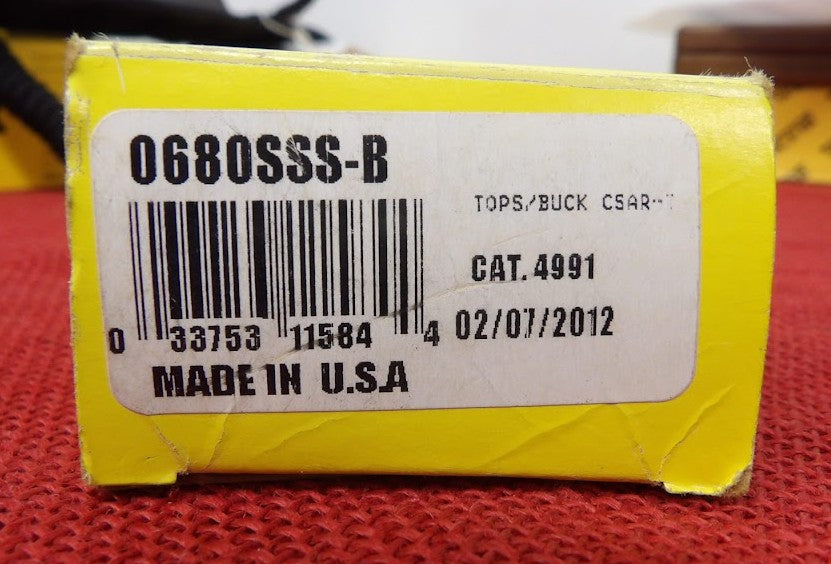 0680SSS-B
TOPS/BUCK CSAR-T
CAT. 4991
0 33753 11584 4
02/07/2012
MADE IN U.S.A